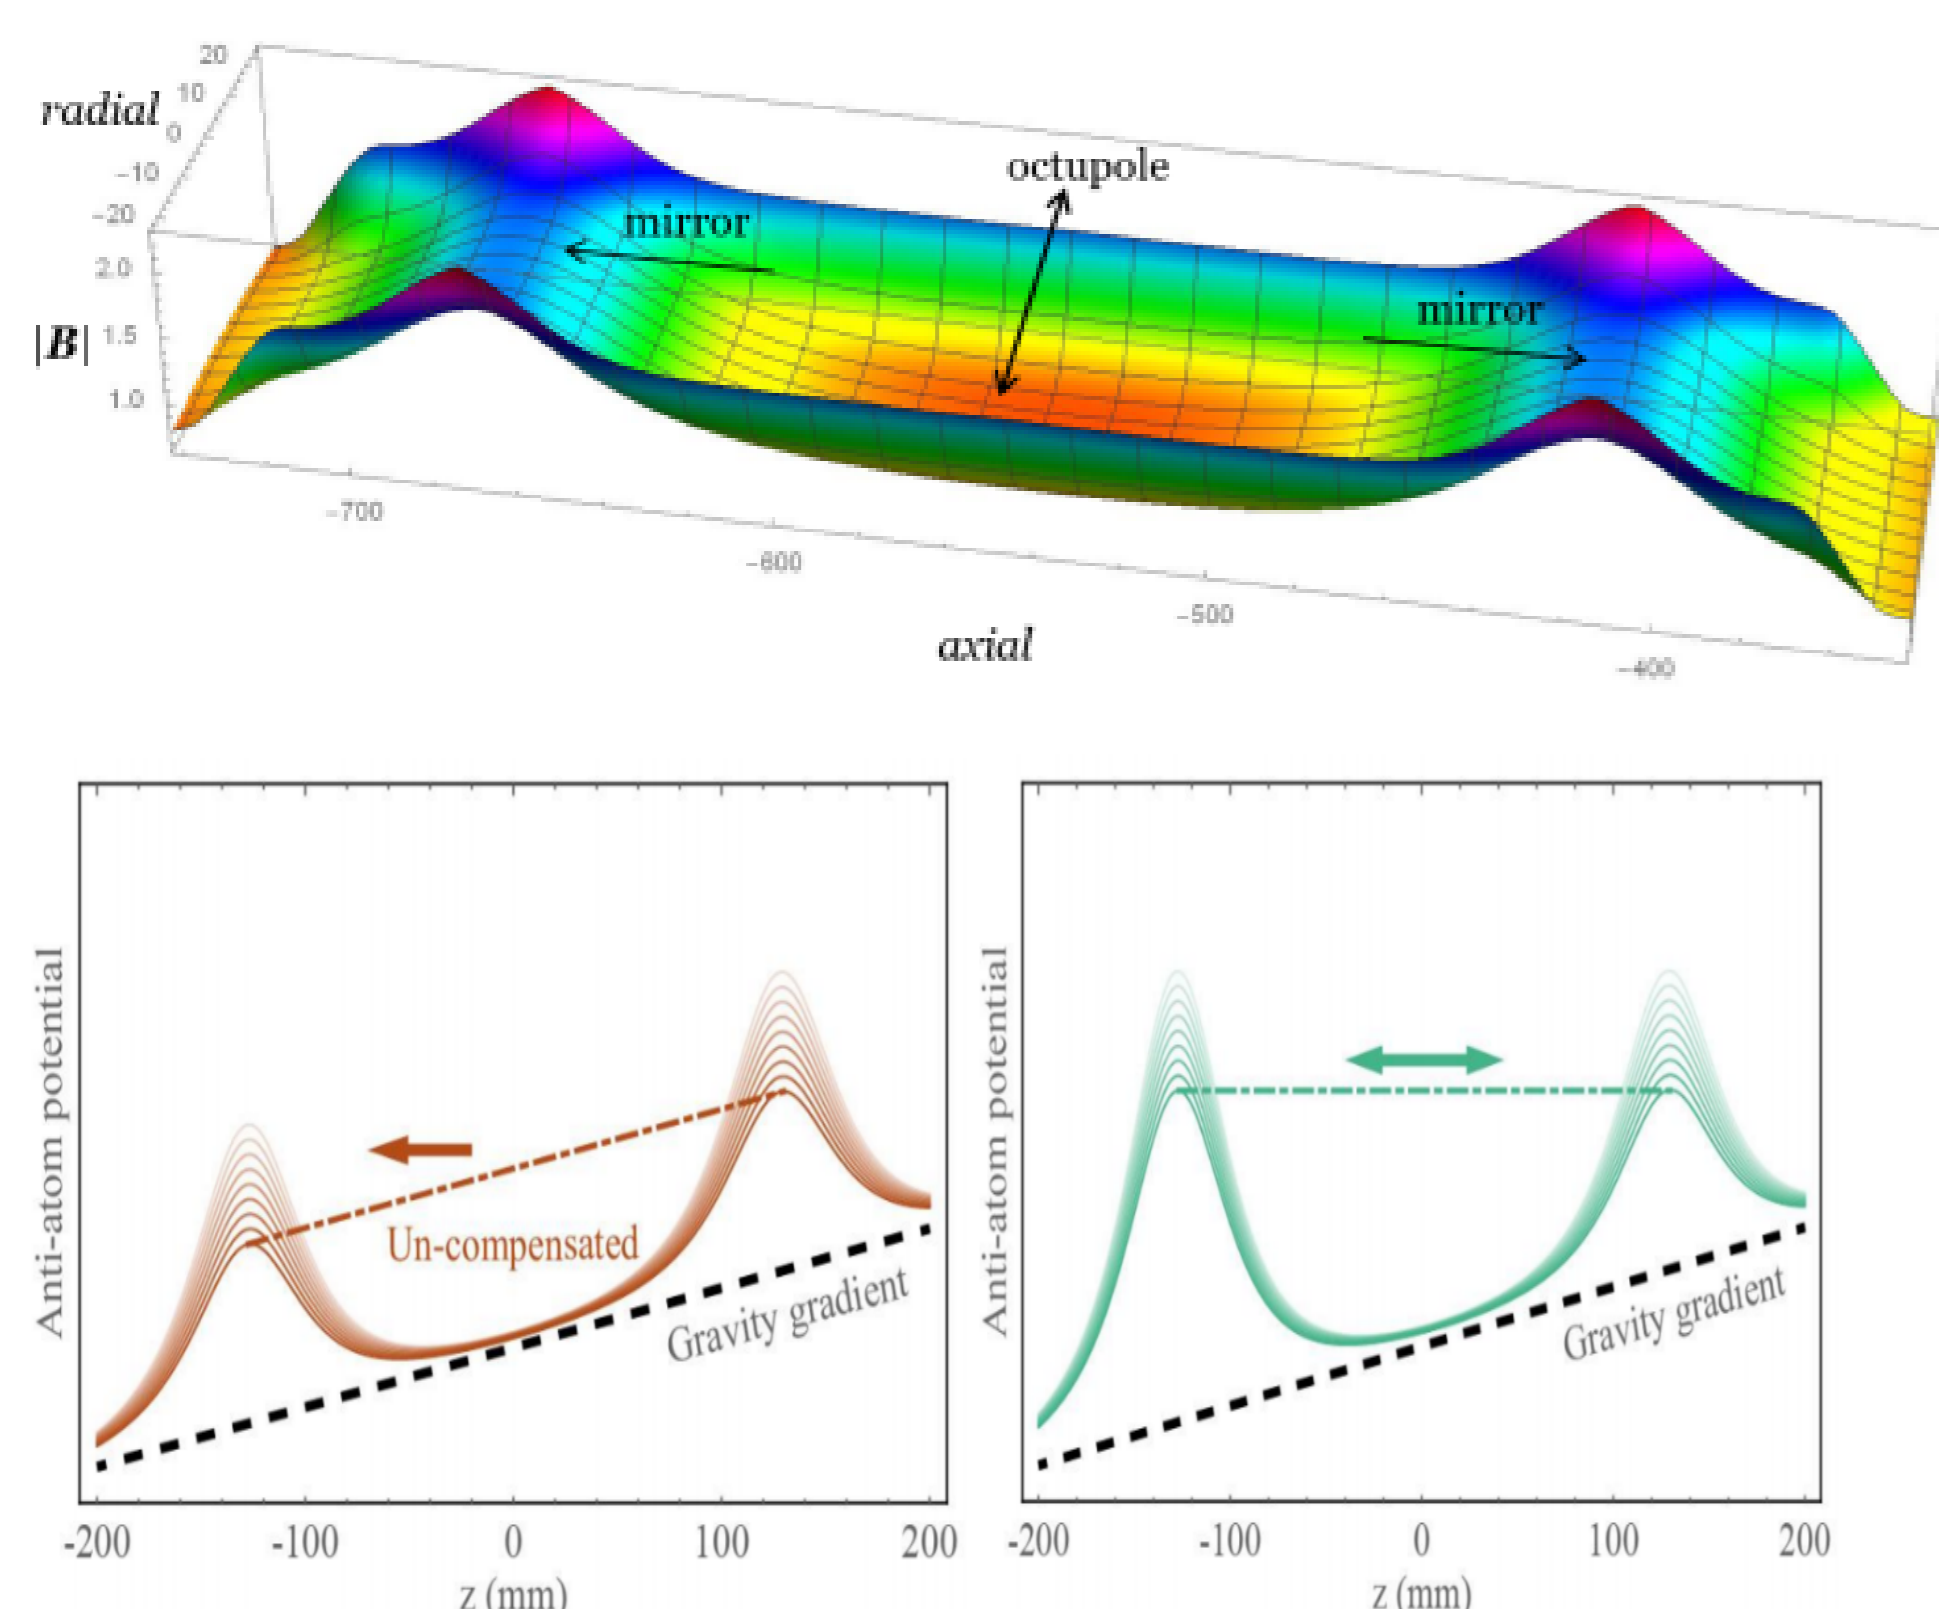 20
radial 10
0
-10
-20
2.0
|B| 1.5
1.0
octupole
mirror
mirror
-700
-600
-500
-400
axial
Anti-atom potential
Un-compensated
Gravity gradient
-200 -100 0 100 200
z (mm)
Anti-atom potential
Gravity gradient
-200 -100 0 100 200
z (mm)